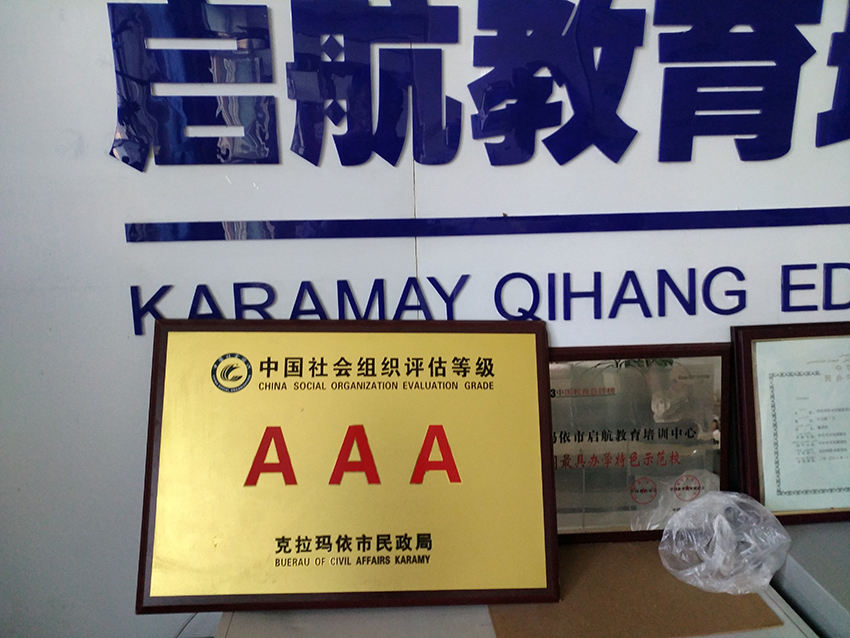 启航教育培
KARAMAY QIHANG ED
中国社会组织评估等级
CHINA SOCIAL ORGANIZATION EVALUATION GRADE
AAA
克拉玛依市民政局
BUERAU OF CIVIL AFFAIRS KARAMY
玛依市启航教育培训中心
最具办学特色示范校